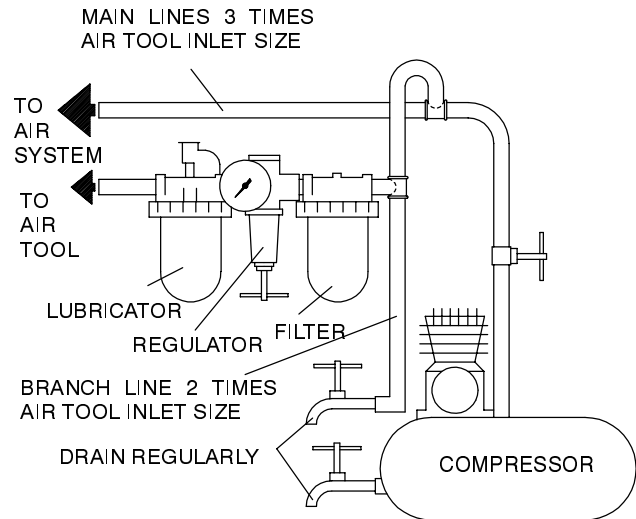 MAIN LINES 3 TIMES
AIR TOOL INLET SIZE
TO
AIR
SYSTEM
TO
AIR
TOOL
LUBRICATOR
REGULATOR
FILTER
BRANCH LINE 2 TIMES
AIR TOOL INLET SIZE
DRAIN REGULARLY
COMPRESSOR